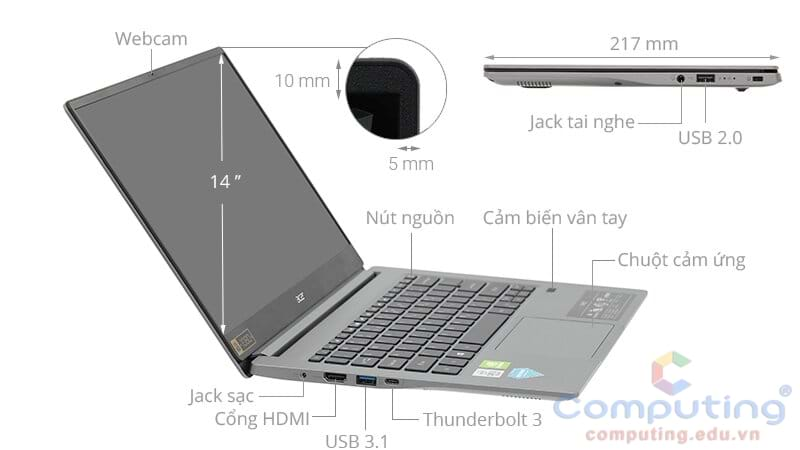 Webcam
217 mm
10 mm
Jack tai nghe
USB 2.0
5 mm
14 ”
Nút nguồn
Cảm biến vân tay
Chuột cảm ứng
acer
Jack sạc
Cổng HDMI
Thunderbolt 3
USB 3.1
Computing®
computing.edu.vn